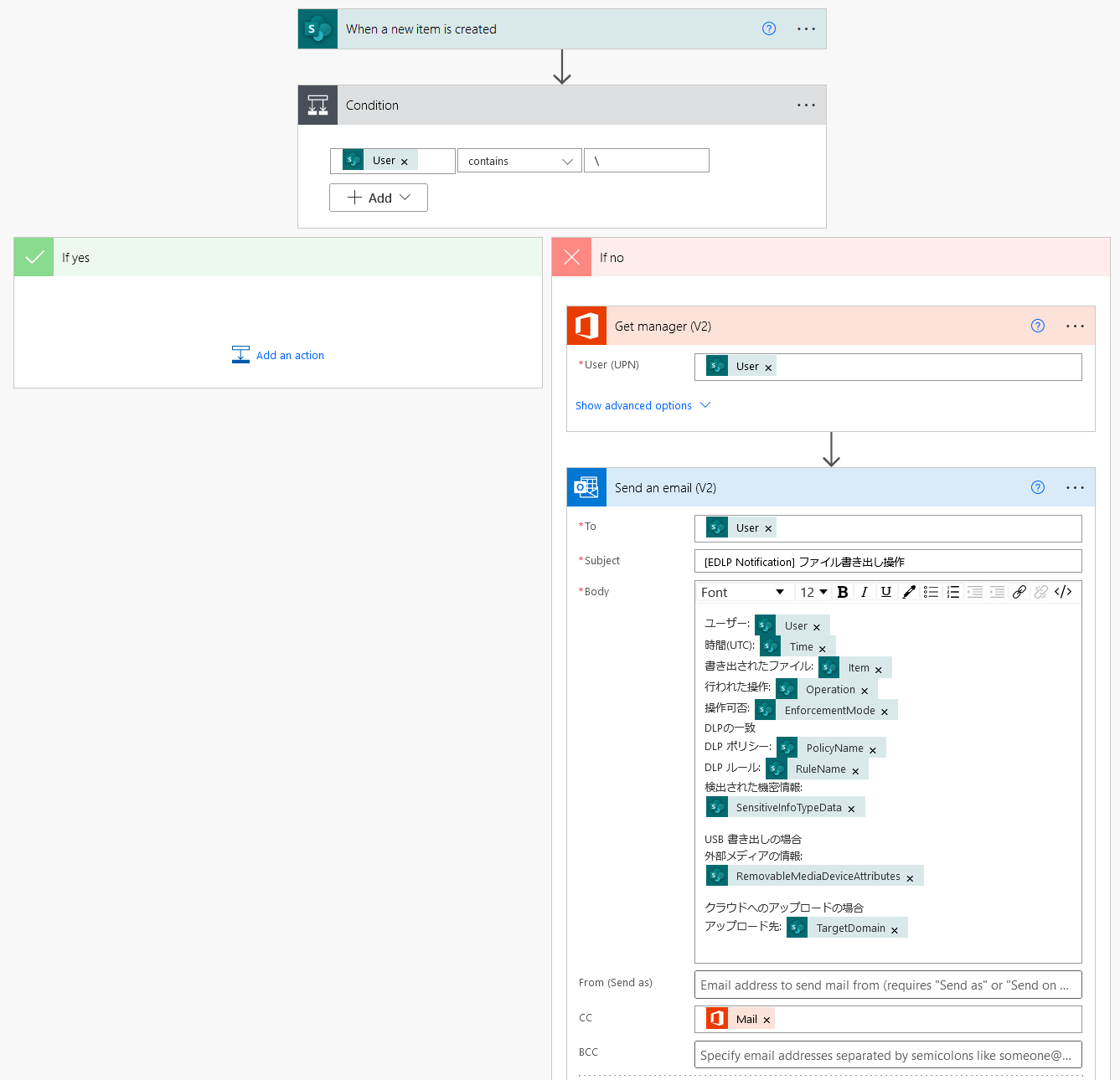 When a new item is created
Condition
User contains \
Add
If yes
Add an action
If no
Get manager (V2)
*User (UPN) User
Show advanced options
Send an email (V2)
*To User
*Subject [EDLP Notification] ファイル書き出し操作
*Body Font 12 B I U </>
ユーザー: User
時間(UTC): Time
書き出されたファイル: Item
行われた操作: Operation
操作可否: EnforcementMode
DLPの一致
DLP ポリシー: PolicyName
DLP ルール: RuleName
検出された機密情報:
SensitiveInfoTypeData
USB 書き出しの場合
外部メディアの情報:
RemovableMediaDeviceAttributes
クラウドへのアップロードの場合
アップロード先: TargetDomain
From (Send as) Email address to send mail from (requires "Send as" or "Send on ...
CC Mail
BCC Specify email addresses separated by semicolons like someone@...